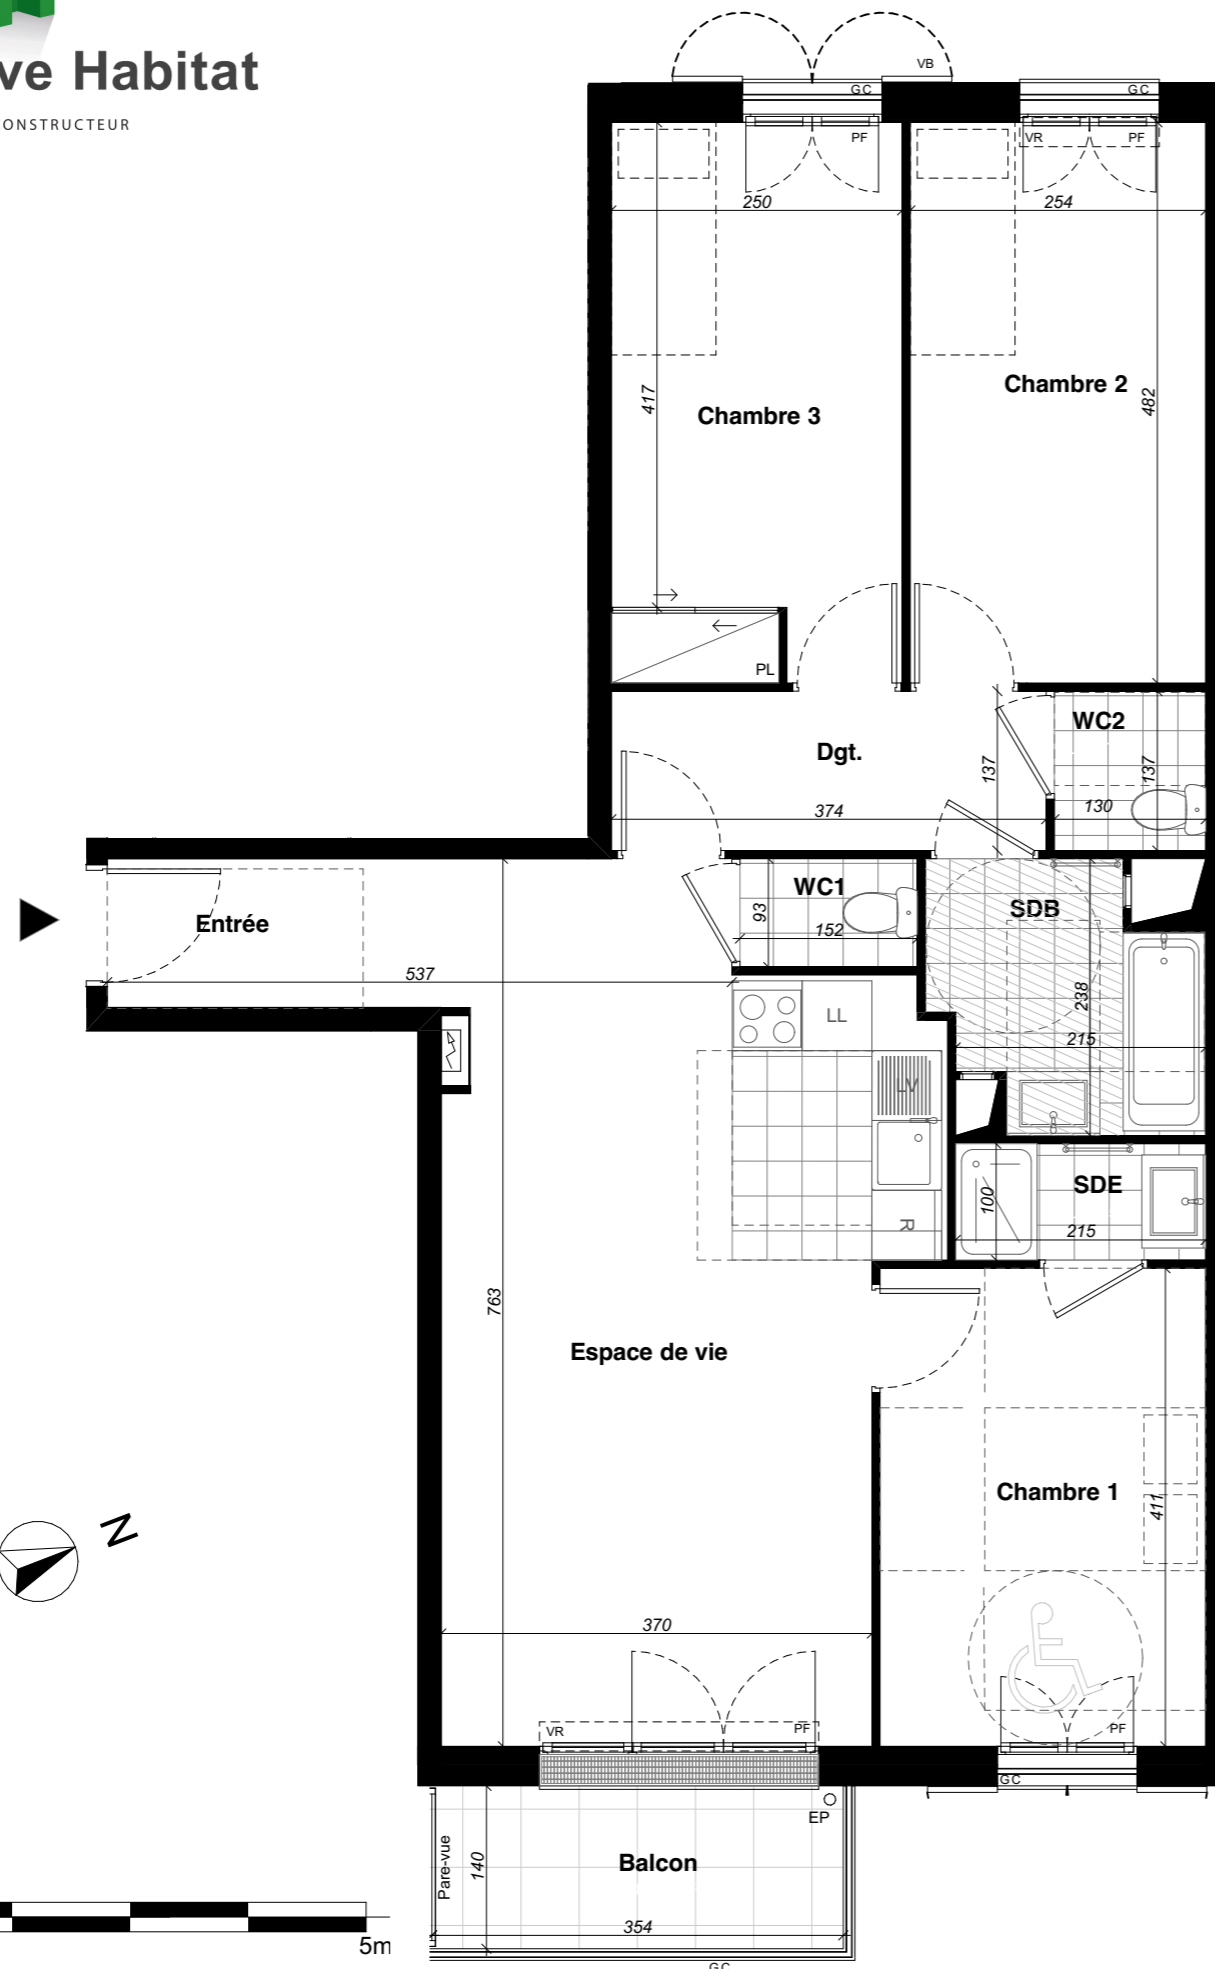 ve Habitat
ONSTRUCTEUR
VB
GC
GC
PF
VR
PF
250
254
417
482
Chambre 3
Chambre 2
PL
WC2
Dgt.
137
137
374
130
WC1
93
152
SDB
Entrée
537
238
215
LL
LV
R
SDE
100
215
763
Espace de vie
Chambre 1
411
N
370
VR
PF
PF
GC
EP
Pare-vue
140
Balcon
354
GC
5m